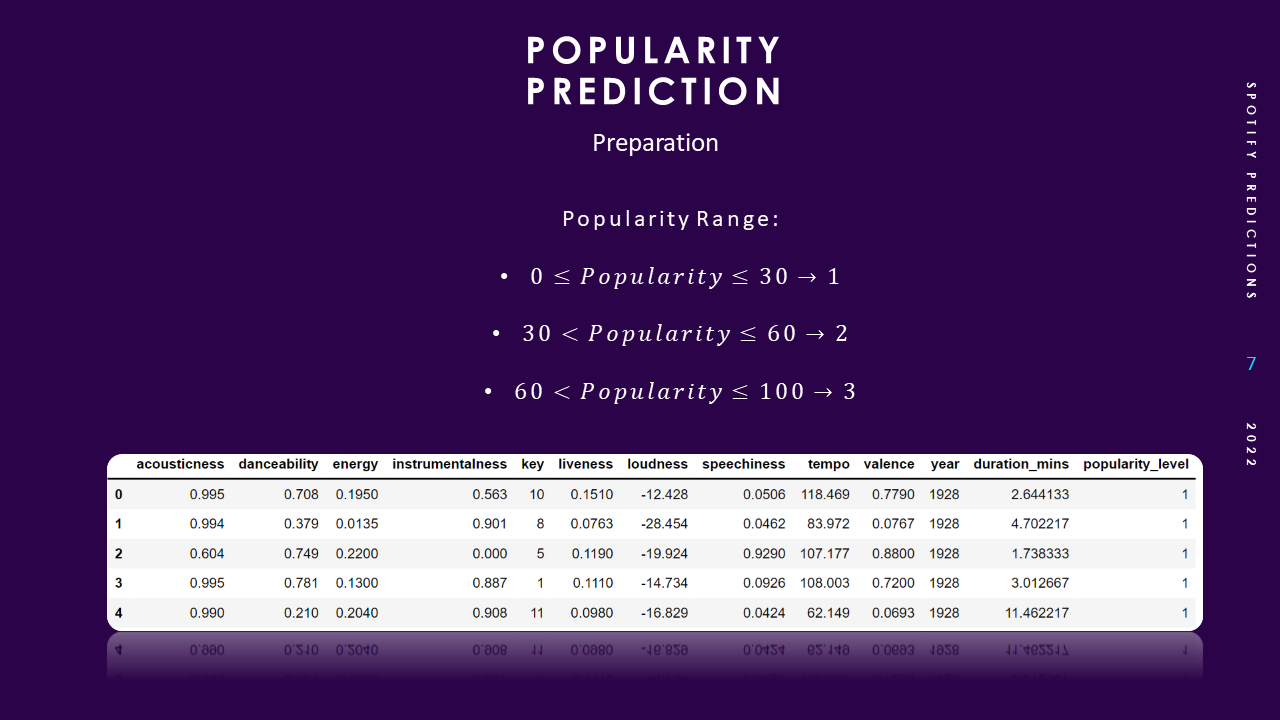 POPULARITY
PREDICTION
Preparation
Popularity Range:
• 0 ≤ Popularity ≤ 30 → 1
• 30 < Popularity ≤ 60 → 2
• 60 < Popularity ≤ 100 → 3
acousticness danceability energy instrumentalness key liveness loudness speechiness tempo valence year duration_mins popularity_level
0 0.995 0.708 0.1950 0.563 10 0.1510 -12.428 0.0506 118.469 0.7790 1928 2.644133 1
1 0.994 0.379 0.0135 0.901 8 0.0763 -28.454 0.0462 83.972 0.0767 1928 4.702217 1
2 0.604 0.749 0.2200 0.000 5 0.1190 -19.924 0.9290 107.177 0.8800 1928 1.738333 1
3 0.995 0.781 0.1300 0.887 1 0.1110 -14.734 0.0926 108.003 0.7200 1928 3.012667 1
4 0.990 0.210 0.2040 0.908 11 0.0980 -16.829 0.0424 62.149 0.0693 1928 11.462217 1
SPOTIFY PREDICTIONS
7
2022